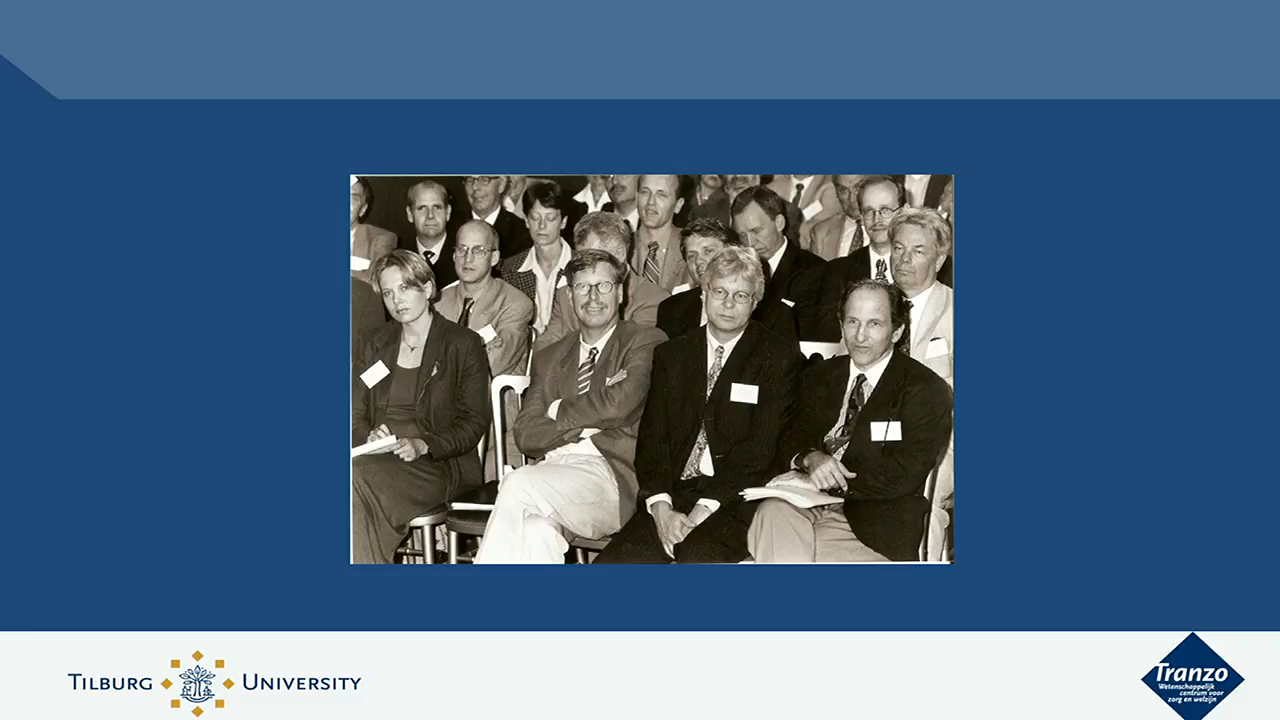 TILBURG UNIVERSITY
Tranzo
Wetenschappelijk
centrum voor
zorg en welzijn